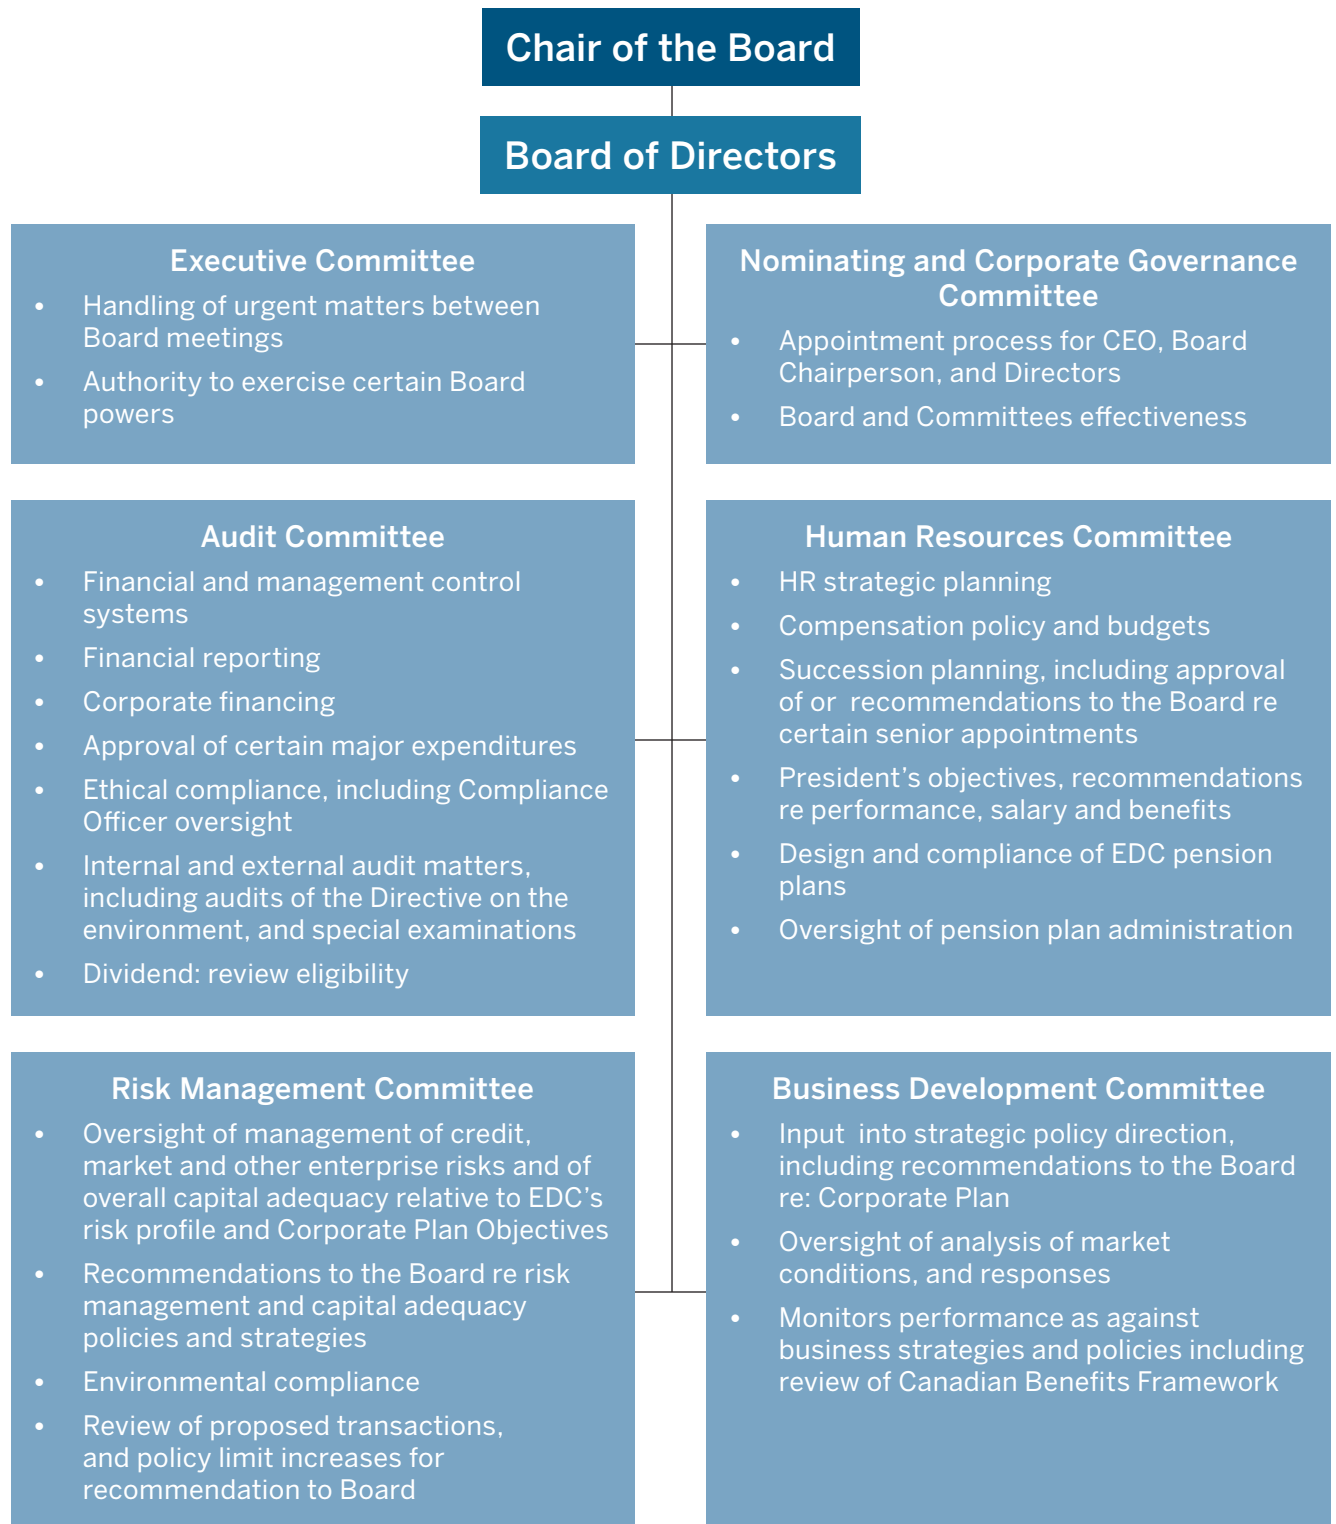 Chair of the Board
Board of Directors
Executive Committee
• Handling of urgent matters between
Board meetings
• Authority to exercise certain Board
powers
Nominating and Corporate Governance
Committee
• Appointment process for CEO, Board
Chairperson, and Directors
• Board and Committees effectiveness
Audit Committee
• Financial and management control
systems
• Financial reporting
• Corporate financing
• Approval of certain major expenditures
• Ethical compliance, including Compliance
Officer oversight
• Internal and external audit matters,
including audits of the Directive on the
environment, and special examinations
• Dividend: review eligibility
Human Resources Committee
• HR strategic planning
• Compensation policy and budgets
• Succession planning, including approval
of or  recommendations to the Board re
certain senior appointments
• President’s objectives, recommendations
re performance, salary and benefits
• Design and compliance of EDC pension
plans
• Oversight of pension plan administration
Risk Management Committee
• Oversight of management of credit,
market and other enterprise risks and of
overall capital adequacy relative to EDC’s
risk profile and Corporate Plan Objectives
• Recommendations to the Board re risk
management and capital adequacy
policies and strategies
• Environmental compliance
• Review of proposed transactions,
and policy limit increases for
recommendation to Board
Business Development Committee
• Input  into strategic policy direction,
including recommendations to the Board
re: Corporate Plan
• Oversight of analysis of market
conditions, and responses
• Monitors performance as against
business strategies and policies including
review of Canadian Benefits Framework